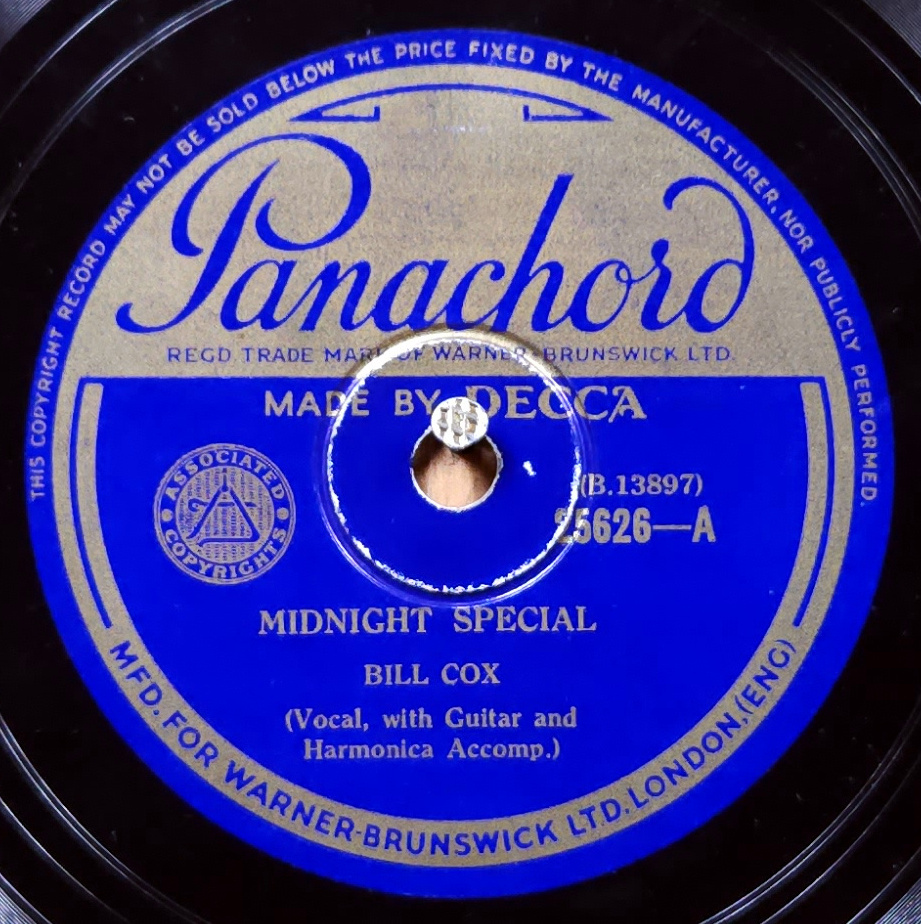 THIS COPYRIGHT RECORD MAY NOT BE SOLD BELOW THE PRICE FIXED BY THE MANUFACTURER, NOR PUBLICLY PERFORMED.
Panachord
REGD. TRADE MARK OF WARNER-BRUNSWICK LTD.
MADE BY DECCA
ASSOCIATED COPYRIGHTS
(B.13897)
25626—A
MIDNIGHT SPECIAL
BILL COX
(Vocal, with Guitar and
Harmonica Accomp.)
MFD. FOR WARNER-BRUNSWICK LTD. LONDON, (ENG)